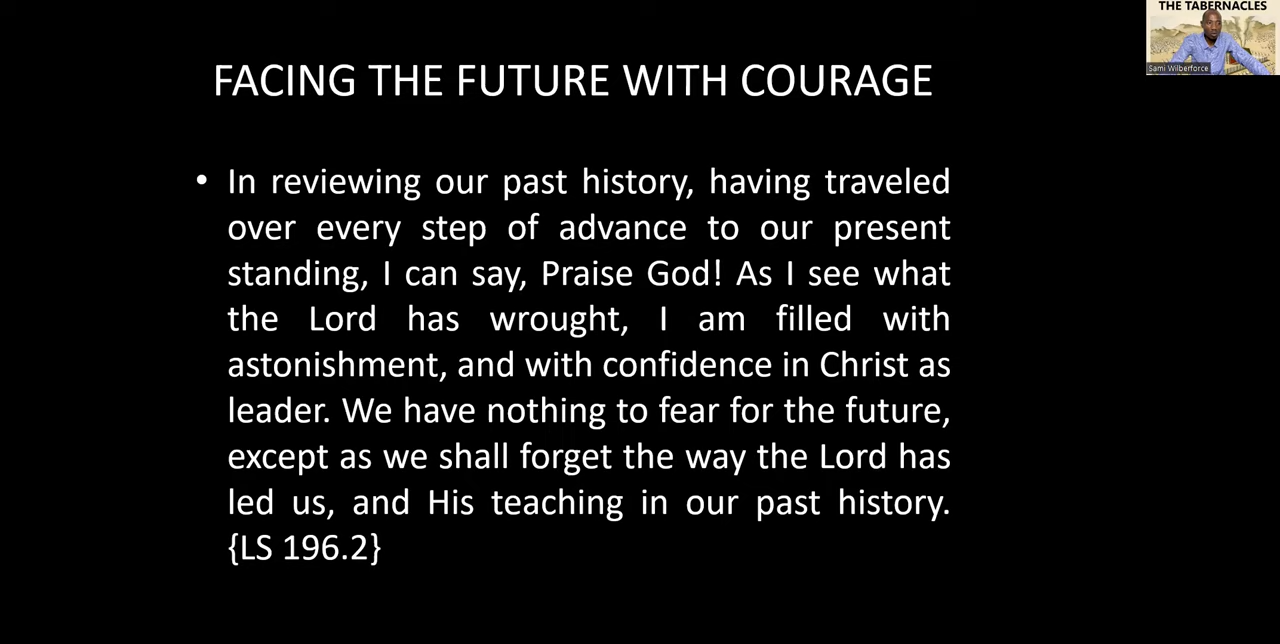 THE TABERNACLES
Sami Wilberforce
FACING THE FUTURE WITH COURAGE
• In reviewing our past history, having traveled
over every step of advance to our present
standing, I can say, Praise God! As I see what
the Lord has wrought, I am filled with
astonishment, and with confidence in Christ as
leader. We have nothing to fear for the future,
except as we shall forget the way the Lord has
led us, and His teaching in our past history.
{LS 196.2}